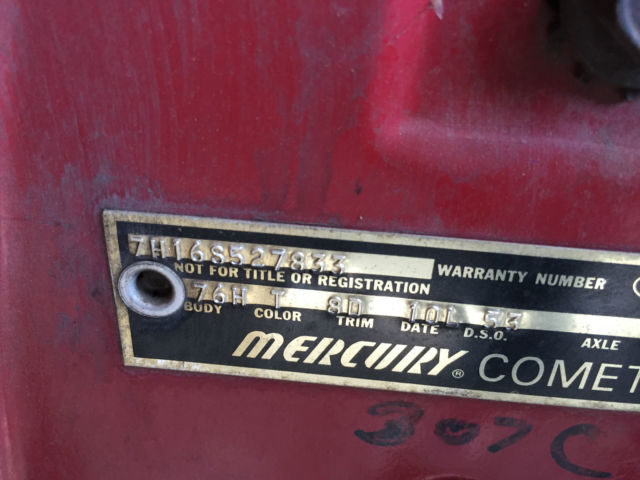 7H16S527833 WARRANTY NUMBER
NOT FOR TITLE OR REGISTRATION
76H T 8D 10L 53
BODY COLOR TRIM DATE D.S.O. AXLE
MERCURY® COMET
307C